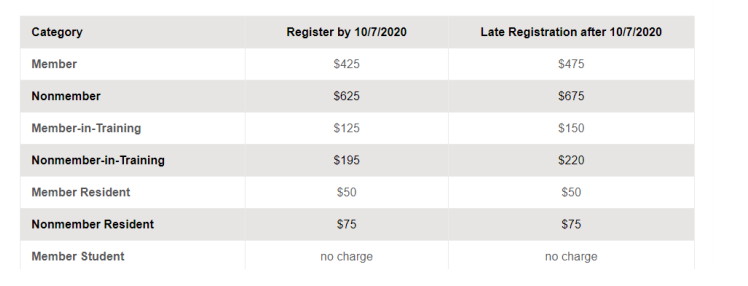 Category Register by 10/7/2020 Late Registration after 10/7/2020
Member $425 $475
Nonmember $625 $675
Member-in-Training $125 $150
Nonmember-in-Training $195 $220
Member Resident $50 $50
Nonmember Resident $75 $75
Member Student no charge no charge